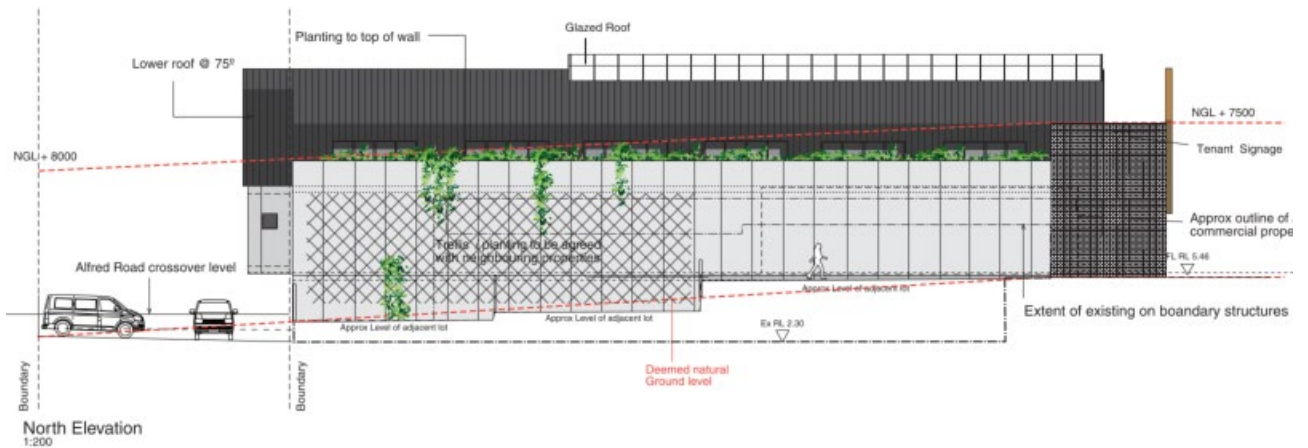 Glazed Roof
Planting to top of wall
Lower roof @ 75º
NGL + 7500
NGL + 8000
Tenant Signage
Approx outline of
commercial prope
Trellis / planting to be agreed
with neighbouring properties
Alfred Road crossover level
FL RL 5.46
Approx Level of adjacent lot
Extent of existing on boandary structures
Approx Level of adjacent lot
Approx Level of adjacent lot
Ex RL 2.30
Deemed natural
Ground level
Boundary
Boundary
North Elevation
1:200